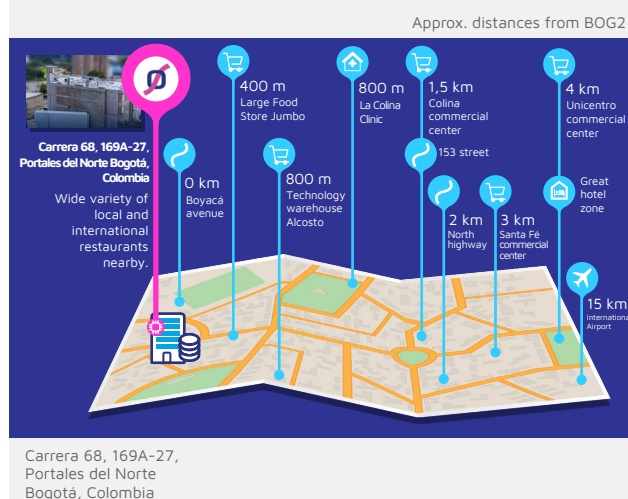 Approx. distances from BOG2
Carrera 68, 169A-27,
Portales del Norte Bogotá,
Colombia
Wide variety of
local and
international
restaurants
nearby.
0 km
Boyacá
avenue
400 m
Large Food
Store Jumbo
800 m
Technology
warehouse
Alcosto
800 m
La Colina
Clinic
1,5 km
Colina
commercial
center
153 street
2 km
North
highway
3 km
Santa Fé
commercial
center
4 km
Unicentro
commercial
center
Great
hotel
zone
15 km
International
Airport
Carrera 68, 169A-27,
Portales del Norte
Bogotá, Colombia